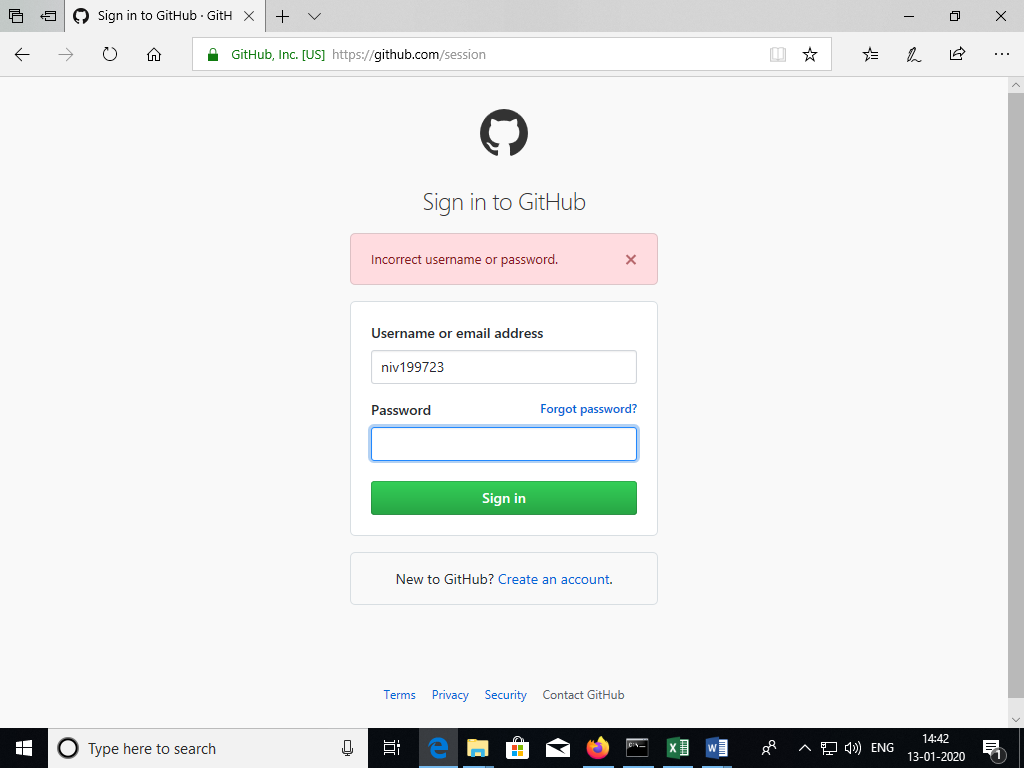 Sign in to GitHub · GitH
GitHub, Inc. [US] https://github.com/session
Sign in to GitHub
Incorrect username or password.
Username or email address
niv199723
Password Forgot password?
Sign in
New to GitHub? Create an account.
Terms Privacy Security Contact GitHub
Type here to search
ENG
14:42
13-01-2020
1